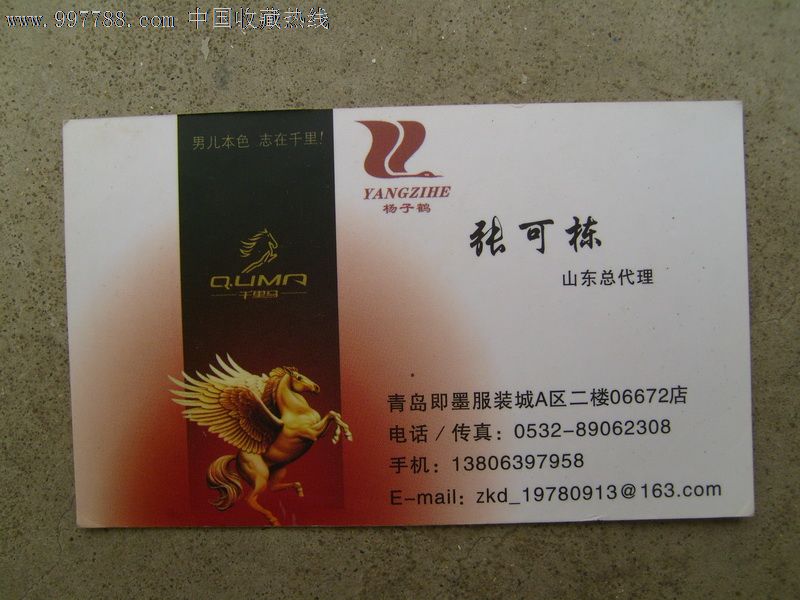 www.997788.com 中国收藏热线
男儿本色 志在千里!
Q.LIMA
千里马
YANGZIHE
杨子鹤
张可栋
山东总代理
青岛即墨服装城A区二楼06672店
电话/传真：0532-89062308
手机：13806397958
E-mail：zkd_19780913@163.com